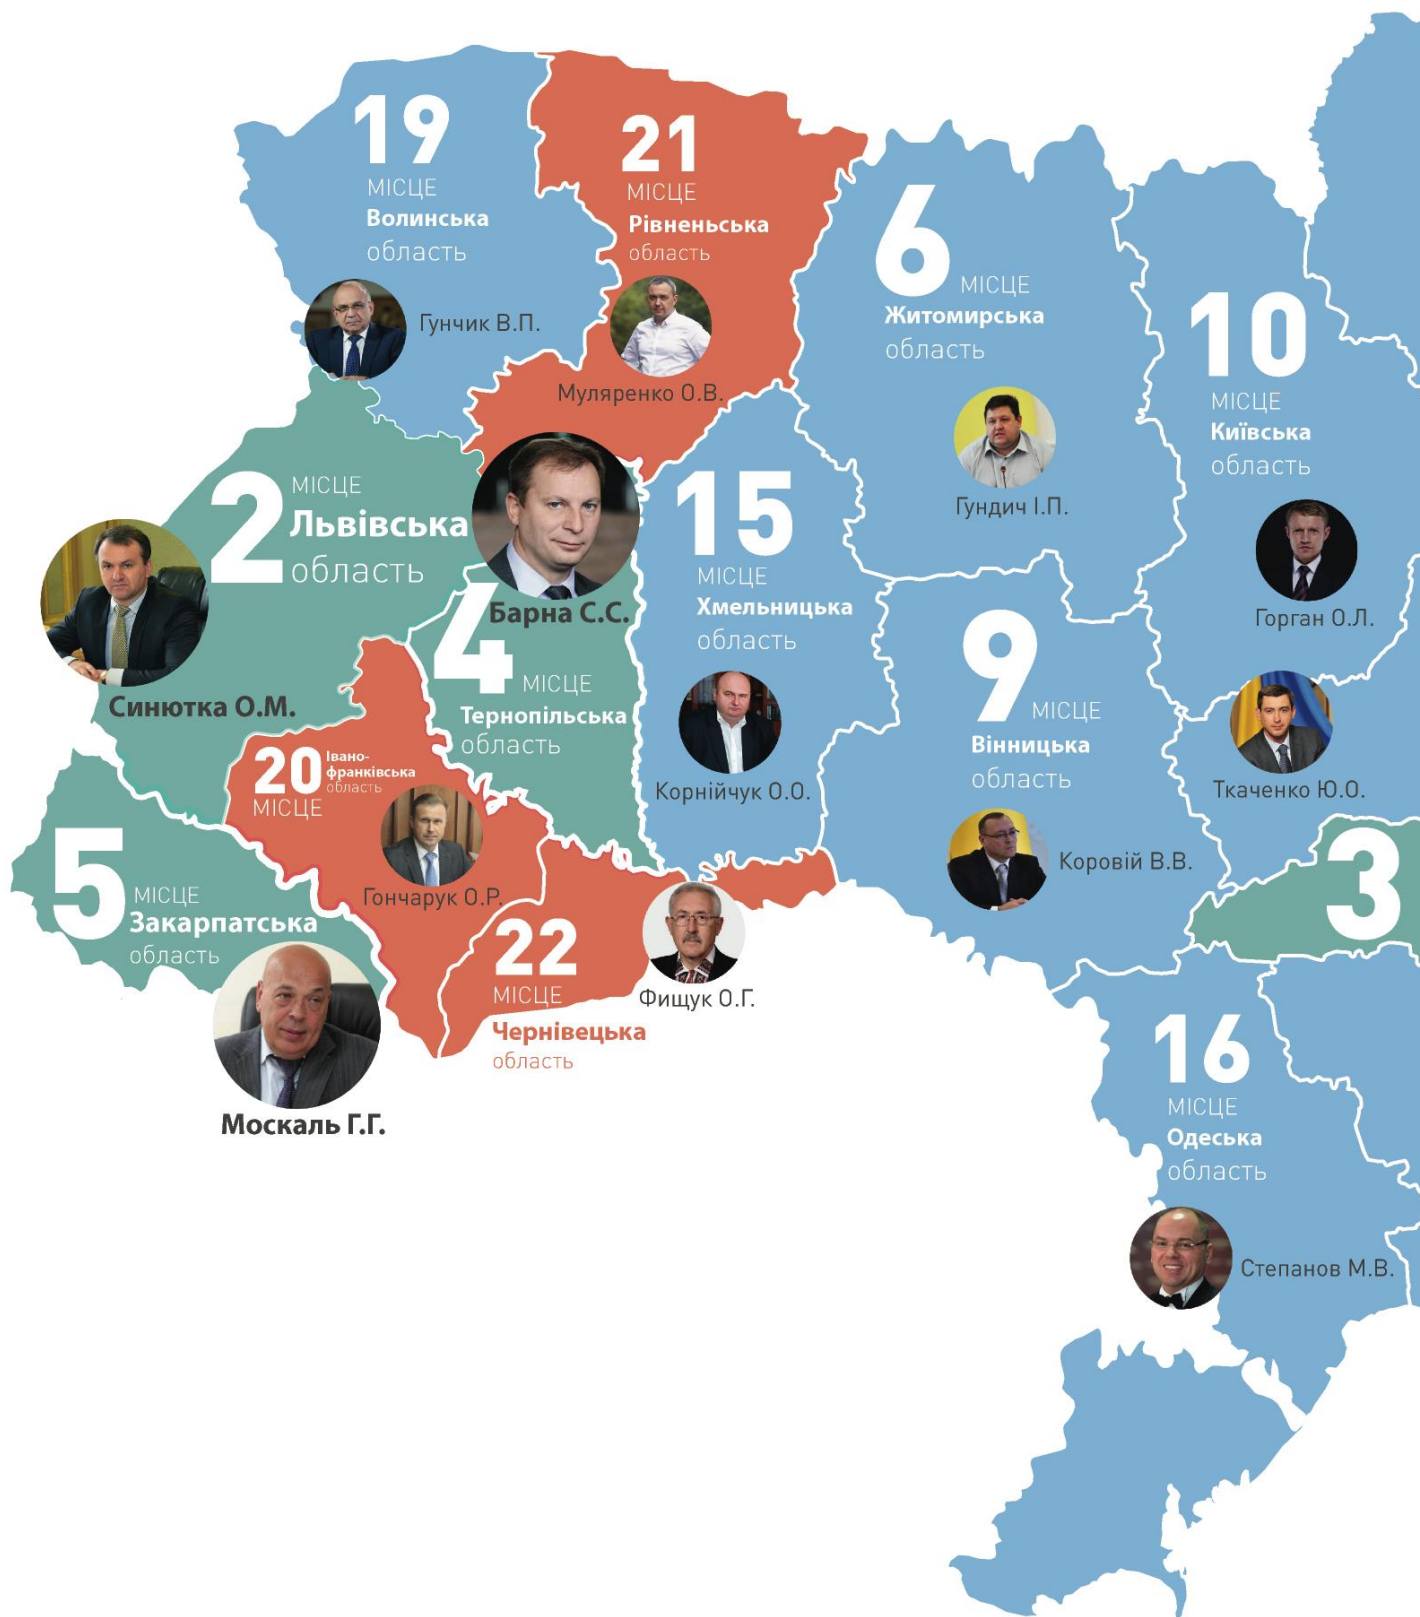 19
МІСЦЕ
Волинська
область
Гунчик В.П.
21
МІСЦЕ
Рівненьська
область
Муляренко О.В.
6
МІСЦЕ
Житомирська
область
Гундич І.П.
10
МІСЦЕ
Київська
область
Горган О.Л.
2
МІСЦЕ
Львівська
область
Синютка О.М.
Барна С.С.
4
МІСЦЕ
Тернопільська
область
15
МІСЦЕ
Хмельницька
область
Корнійчук О.О.
9
МІСЦЕ
Вінницька
область
Коровій В.В.
Ткаченко Ю.О.
3
20
МІСЦЕ
Івано-
франківська
область
Гончарук О.Р.
5
МІСЦЕ
Закарпатська
область
Москаль Г.Г.
22
МІСЦЕ
Чернівецька
область
Фищук О.Г.
16
МІСЦЕ
Одеська
область
Степанов М.В.